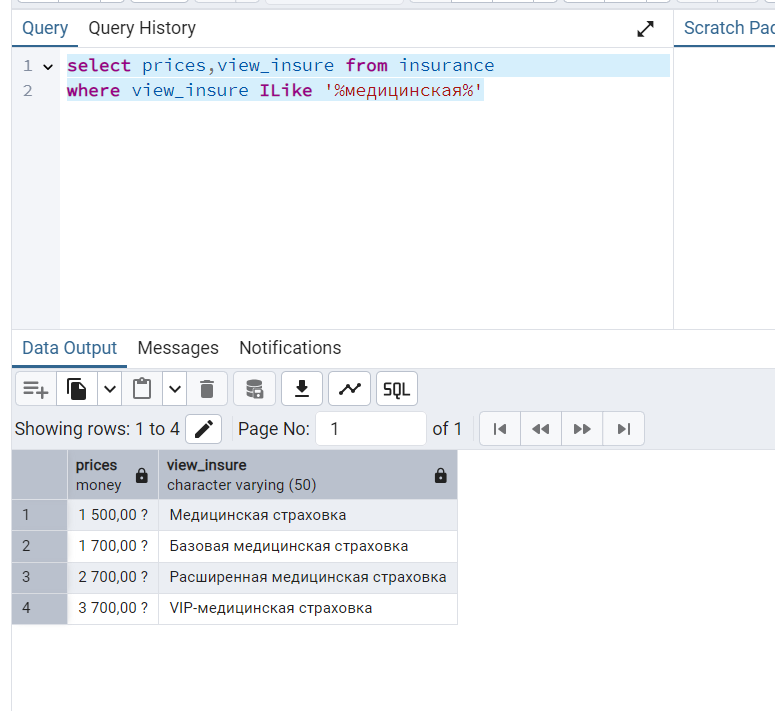 Query Query History Scratch Pad
1 select prices,view_insure from insurance
2 where view_insure ILike '%медицинская%'
Data Output Messages Notifications
SQL
Showing rows: 1 to 4 Page No: 1 of 1
prices view_insure
money character varying (50)
1 1 500,00 ? Медицинская страховка
2 1 700,00 ? Базовая медицинская страховка
3 2 700,00 ? Расширенная медицинская страховка
4 3 700,00 ? VIP-медицинская страховка